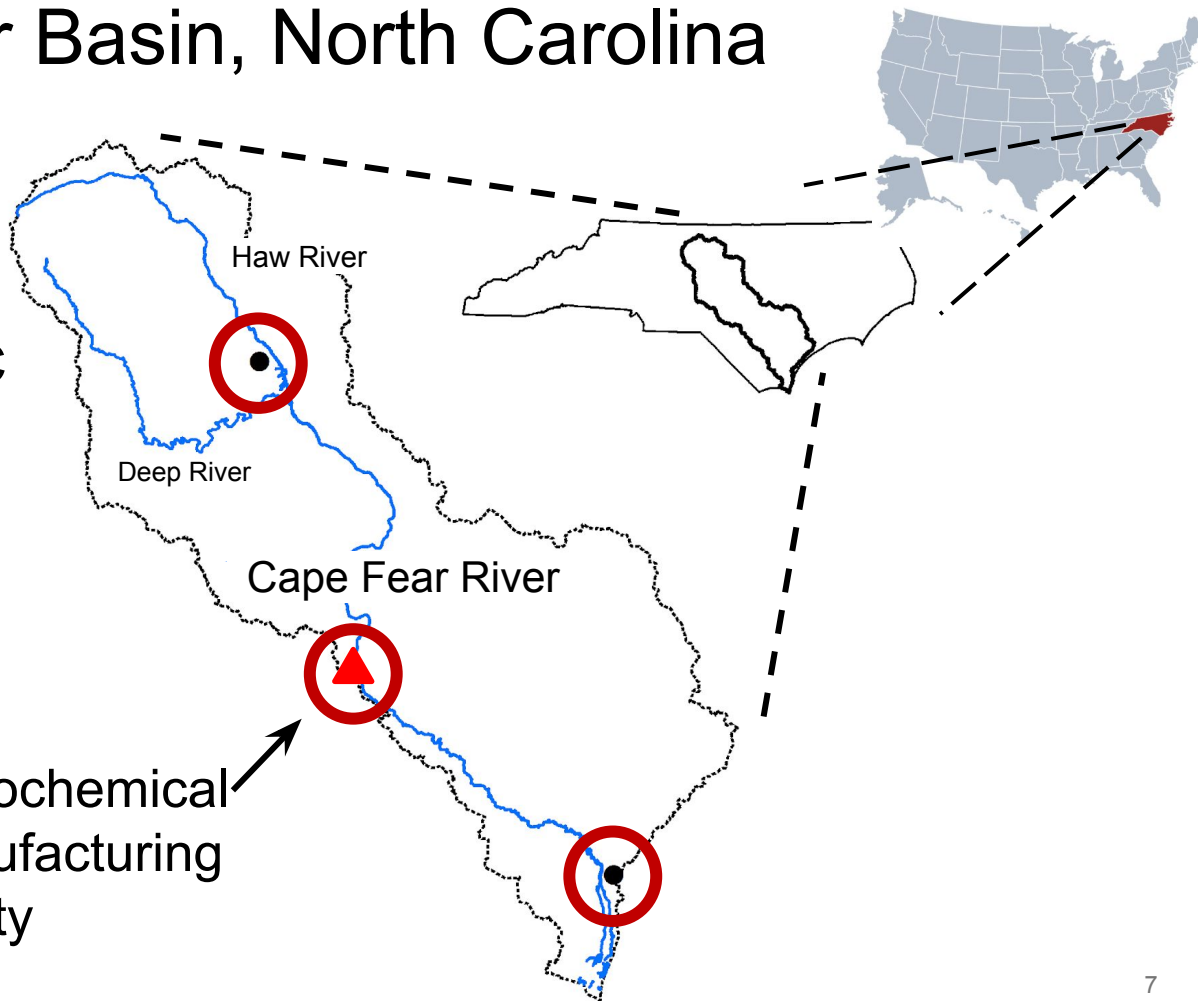 r Basin, North Carolina
Haw River
c
Deep River
Cape Fear River
ochemical
ufacturing
ty
7